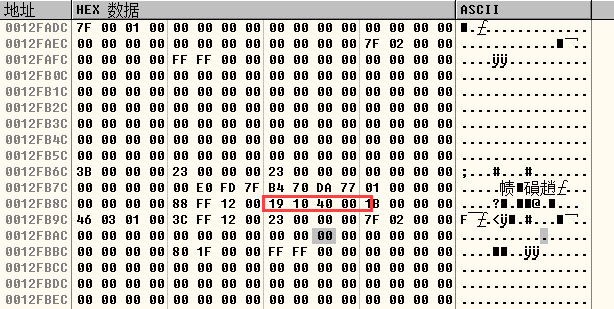 地址 HEX 数据 ASCII
0012FADC 7F 00 01 00 00 00 00 00 00 00 00 00 00 00 00 00 ■.£.............
0012FAEC 00 00 00 00 00 00 00 00 00 00 00 00 7F 02 00 00 ............■¬..
0012FAFC 00 00 00 00 FF FF 00 00 00 00 00 00 00 00 00 00 ....ÿÿ..........
0012FB0C 00 00 00 00 00 00 00 00 00 00 00 00 00 00 00 00 ................
0012FB1C 00 00 00 00 00 00 00 00 00 00 00 00 00 00 00 00 ................
0012FB2C 00 00 00 00 00 00 00 00 00 00 00 00 00 00 00 00 ................
0012FB3C 00 00 00 00 00 00 00 00 00 00 00 00 00 00 00 00 ................
0012FB4C 00 00 00 00 00 00 00 00 00 00 00 00 00 00 00 00 ................
0012FB5C 00 00 00 00 00 00 00 00 00 00 00 00 00 00 00 00 ................
0012FB6C 3B 00 00 00 23 00 00 00 23 00 00 00 00 00 00 00 ;...#...#.......
0012FB7C 00 00 00 00 00 E0 FD 7F B4 70 DA 77 01 00 00 00
0012FB8C 00 00 00 00 88 FF 12 00 19 10 40 00 1B 00 00 00
0012FB9C 46 03 01 00 3C FF 12 00 23 00 00 00 7F 02 00 00
0012FBAC 00 00 00 00 00 00 00 00 00 00 00 00 00 00 00 00 ................
0012FBBC 00 00 00 00 80 1F 00 00 FF FF 00 00 00 00 00 00 ....■■..ÿÿ......
0012FBCC 00 00 00 00 00 00 00 00 00 00 00 00 00 00 00 00 ................
0012FBDC 00 00 00 00 00 00 00 00 00 00 00 00 00 00 00 00 ................
0012FBEC 00 00 00 00 00 00 00 00 00 00 00 00 00 00 00 00 ................